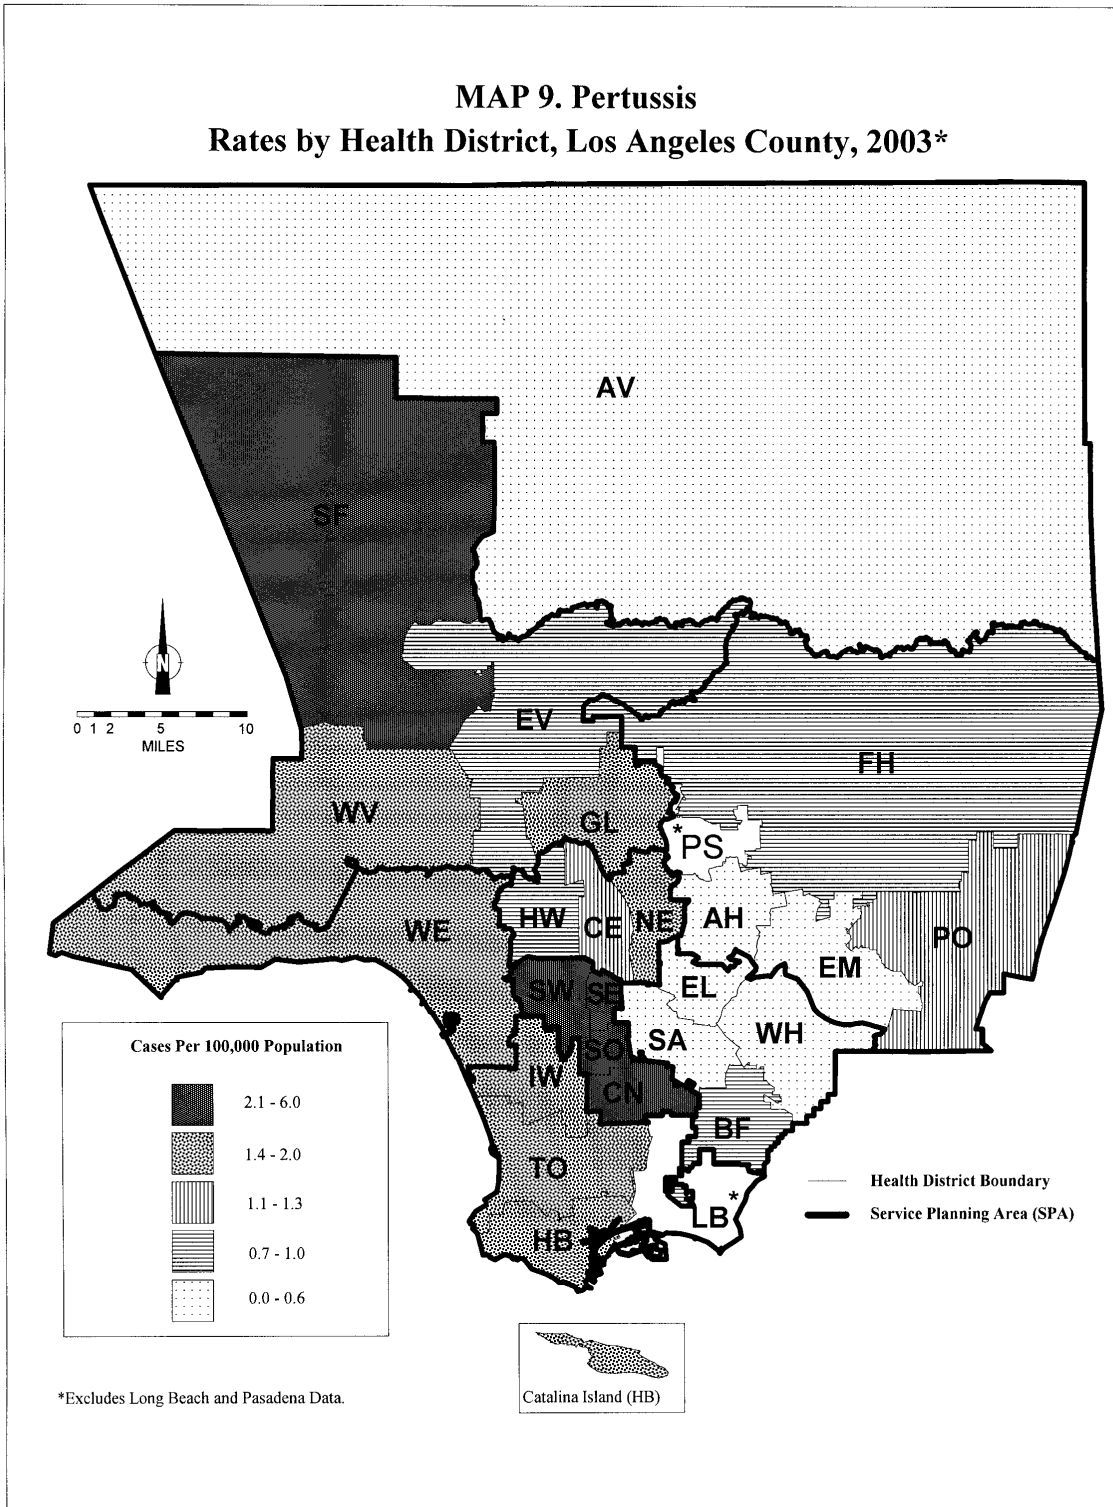 MAP 9. Pertussis
Rates by Health District, Los Angeles County, 2003*
AV
SF
N
0 1 2 5 10
MILES
EV
FH
WV
GL
*
PS
HW
CE
NE
AH
PO
WE
EM
SW
SE
EL
SA
WH
SO
IW
CN
BF
TO
LB
*
HB
Cases Per 100,000 Population
2.1 - 6.0
1.4 - 2.0
1.1 - 1.3
0.7 - 1.0
0.0 - 0.6
Health District Boundary
Service Planning Area (SPA)
Catalina Island (HB)
*Excludes Long Beach and Pasadena Data.